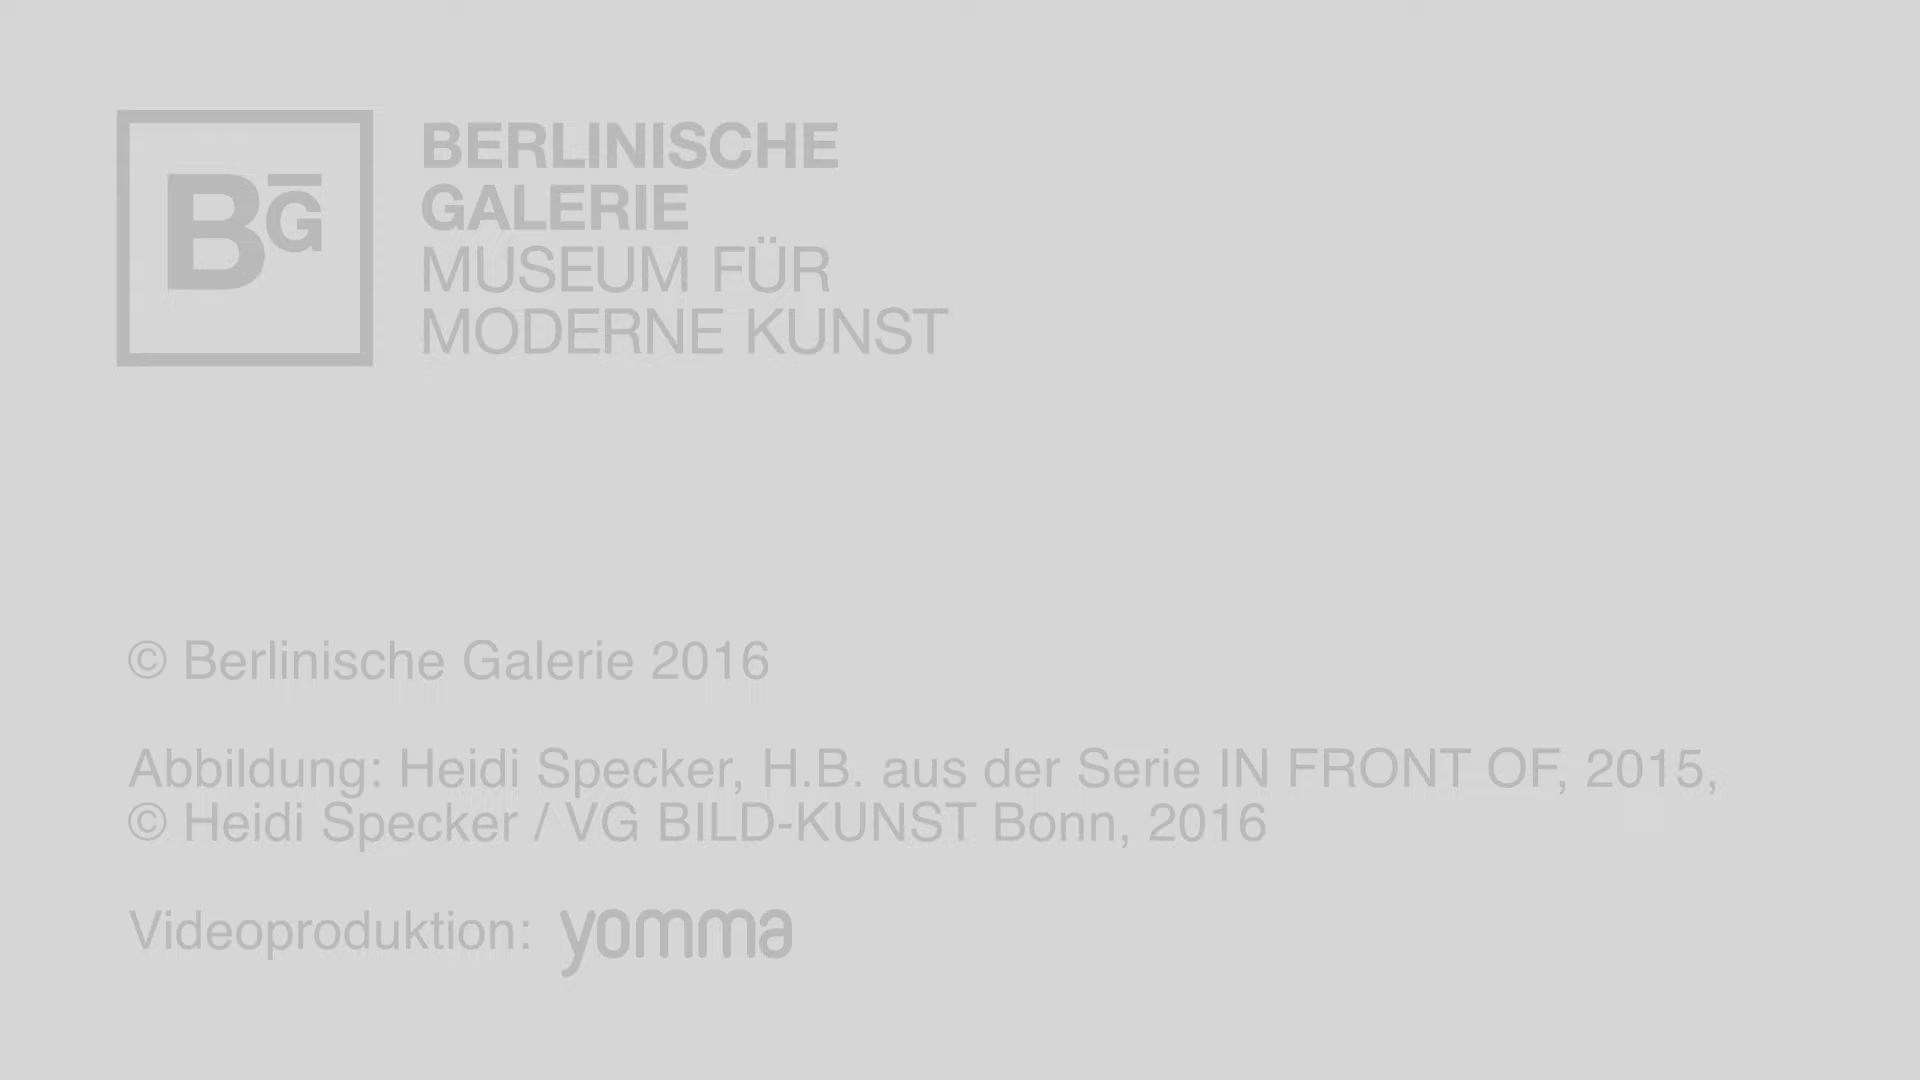 BG
BERLINISCHE
GALERIE
MUSEUM FÜR
MODERNE KUNST
© Berlinische Galerie 2016
Abbildung: Heidi Specker, H.B. aus der Serie IN FRONT OF, 2015,
© Heidi Specker / VG BILD-KUNST Bonn, 2016
Videoproduktion: yomma